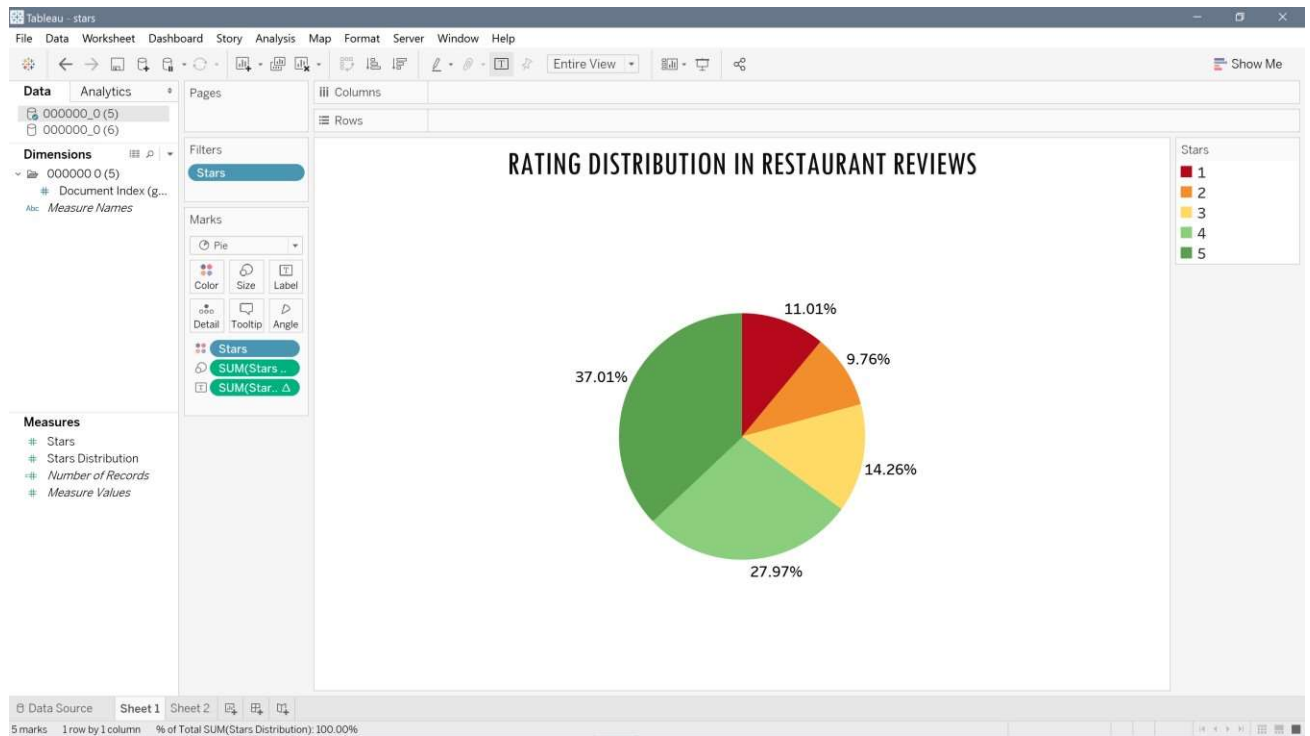 Tableau - stars
File Data Worksheet Dashboard Story Analysis Map Format Server Window Help
Entire View
Show Me
Data Analytics
Pages
iii Columns
Rows
000000_0 (5)
000000_0 (6)
Dimensions
000000 0 (5)
# Document Index (g...
Abc Measure Names
Filters
Stars
Marks
Pie
Color Size Label
Detail Tooltip Angle
Stars
SUM(Stars ..
SUM(Star.. Δ
Measures
# Stars
# Stars Distribution
=# Number of Records
# Measure Values
RATING DISTRIBUTION IN RESTAURANT REVIEWS
11.01%
9.76%
37.01%
14.26%
27.97%
Stars
1
2
3
4
5
Data Source Sheet 1 Sheet 2
5 marks 1 row by 1 column % of Total SUM(Stars Distribution): 100.00%